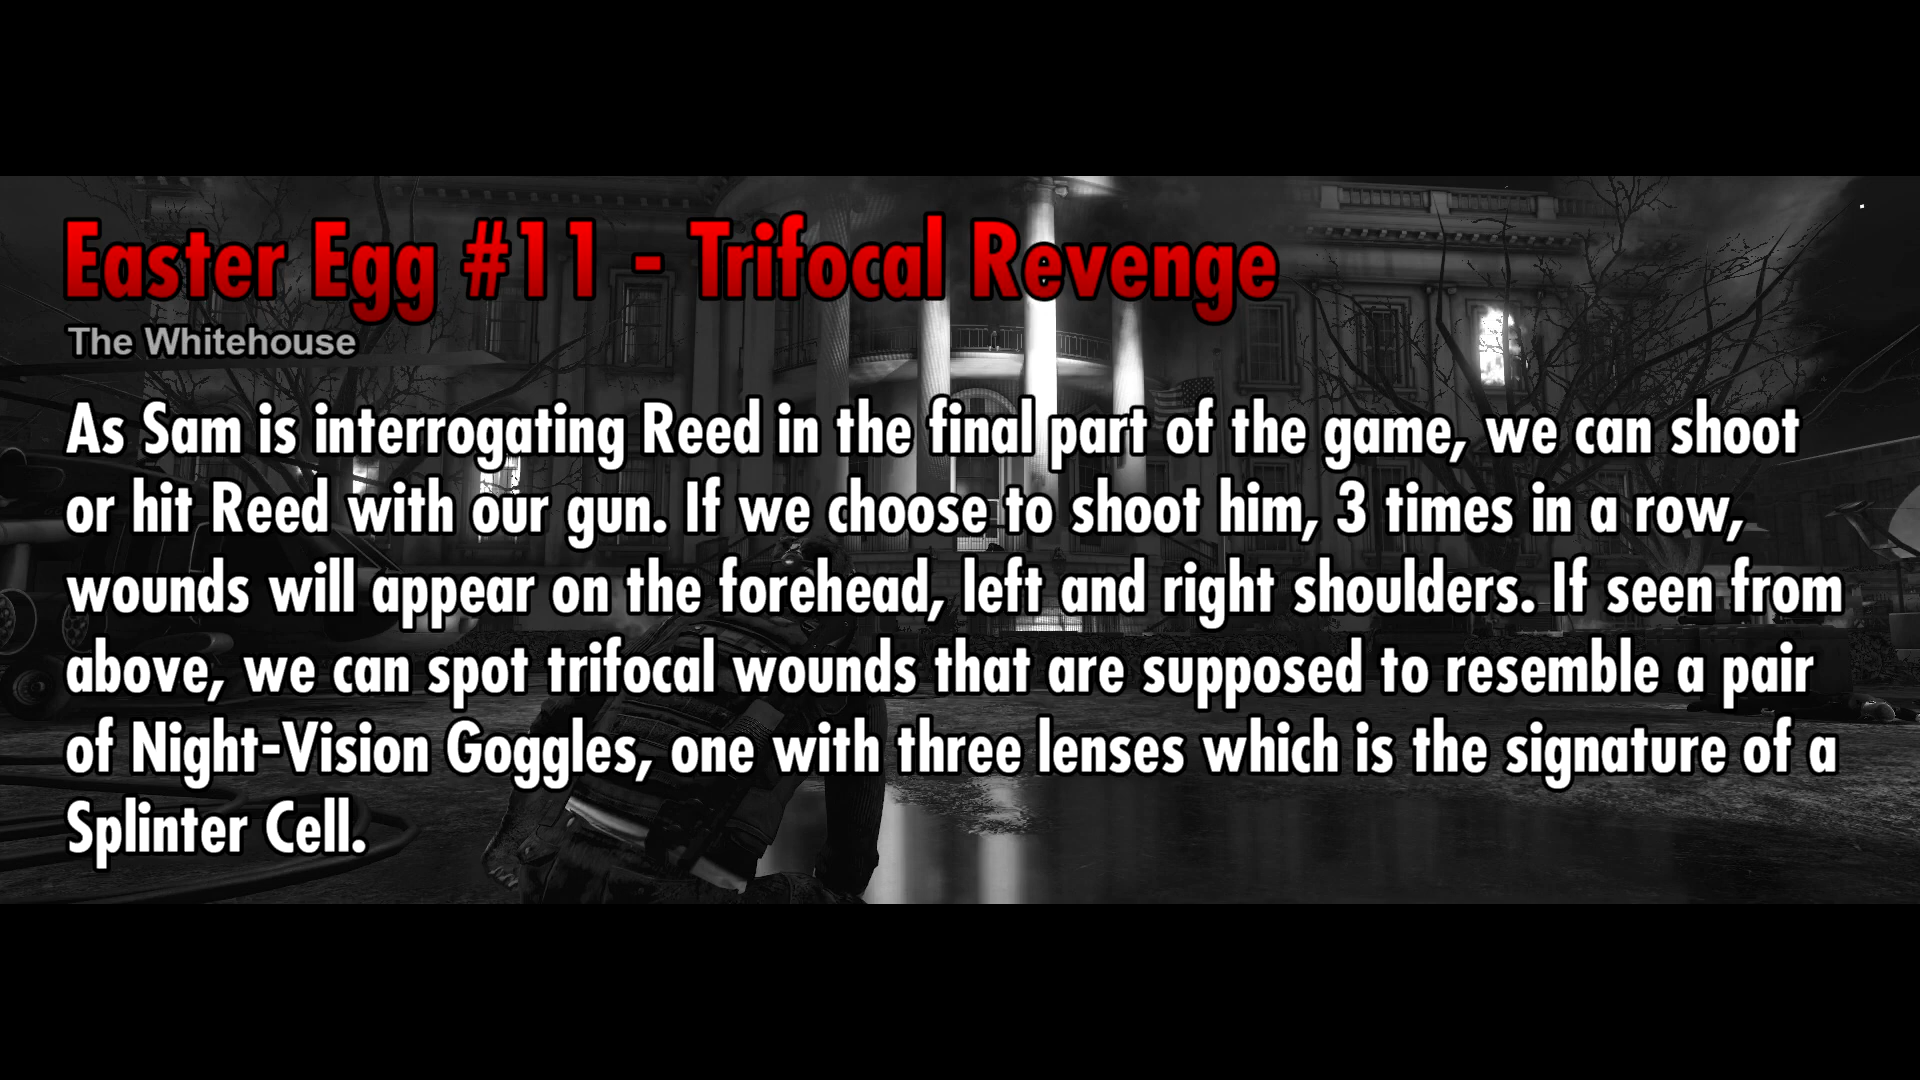 Easter Egg #11 - Trifocal Revenge
The Whitehouse
As Sam is interrogating Reed in the final part of the game, we can shoot
or hit Reed with our gun. If we choose to shoot him, 3 times in a row,
wounds will appear on the forehead, left and right shoulders. If seen from
above, we can spot trifocal wounds that are supposed to resemble a pair
of Night-Vision Goggles, one with three lenses which is the signature of a
Splinter Cell.